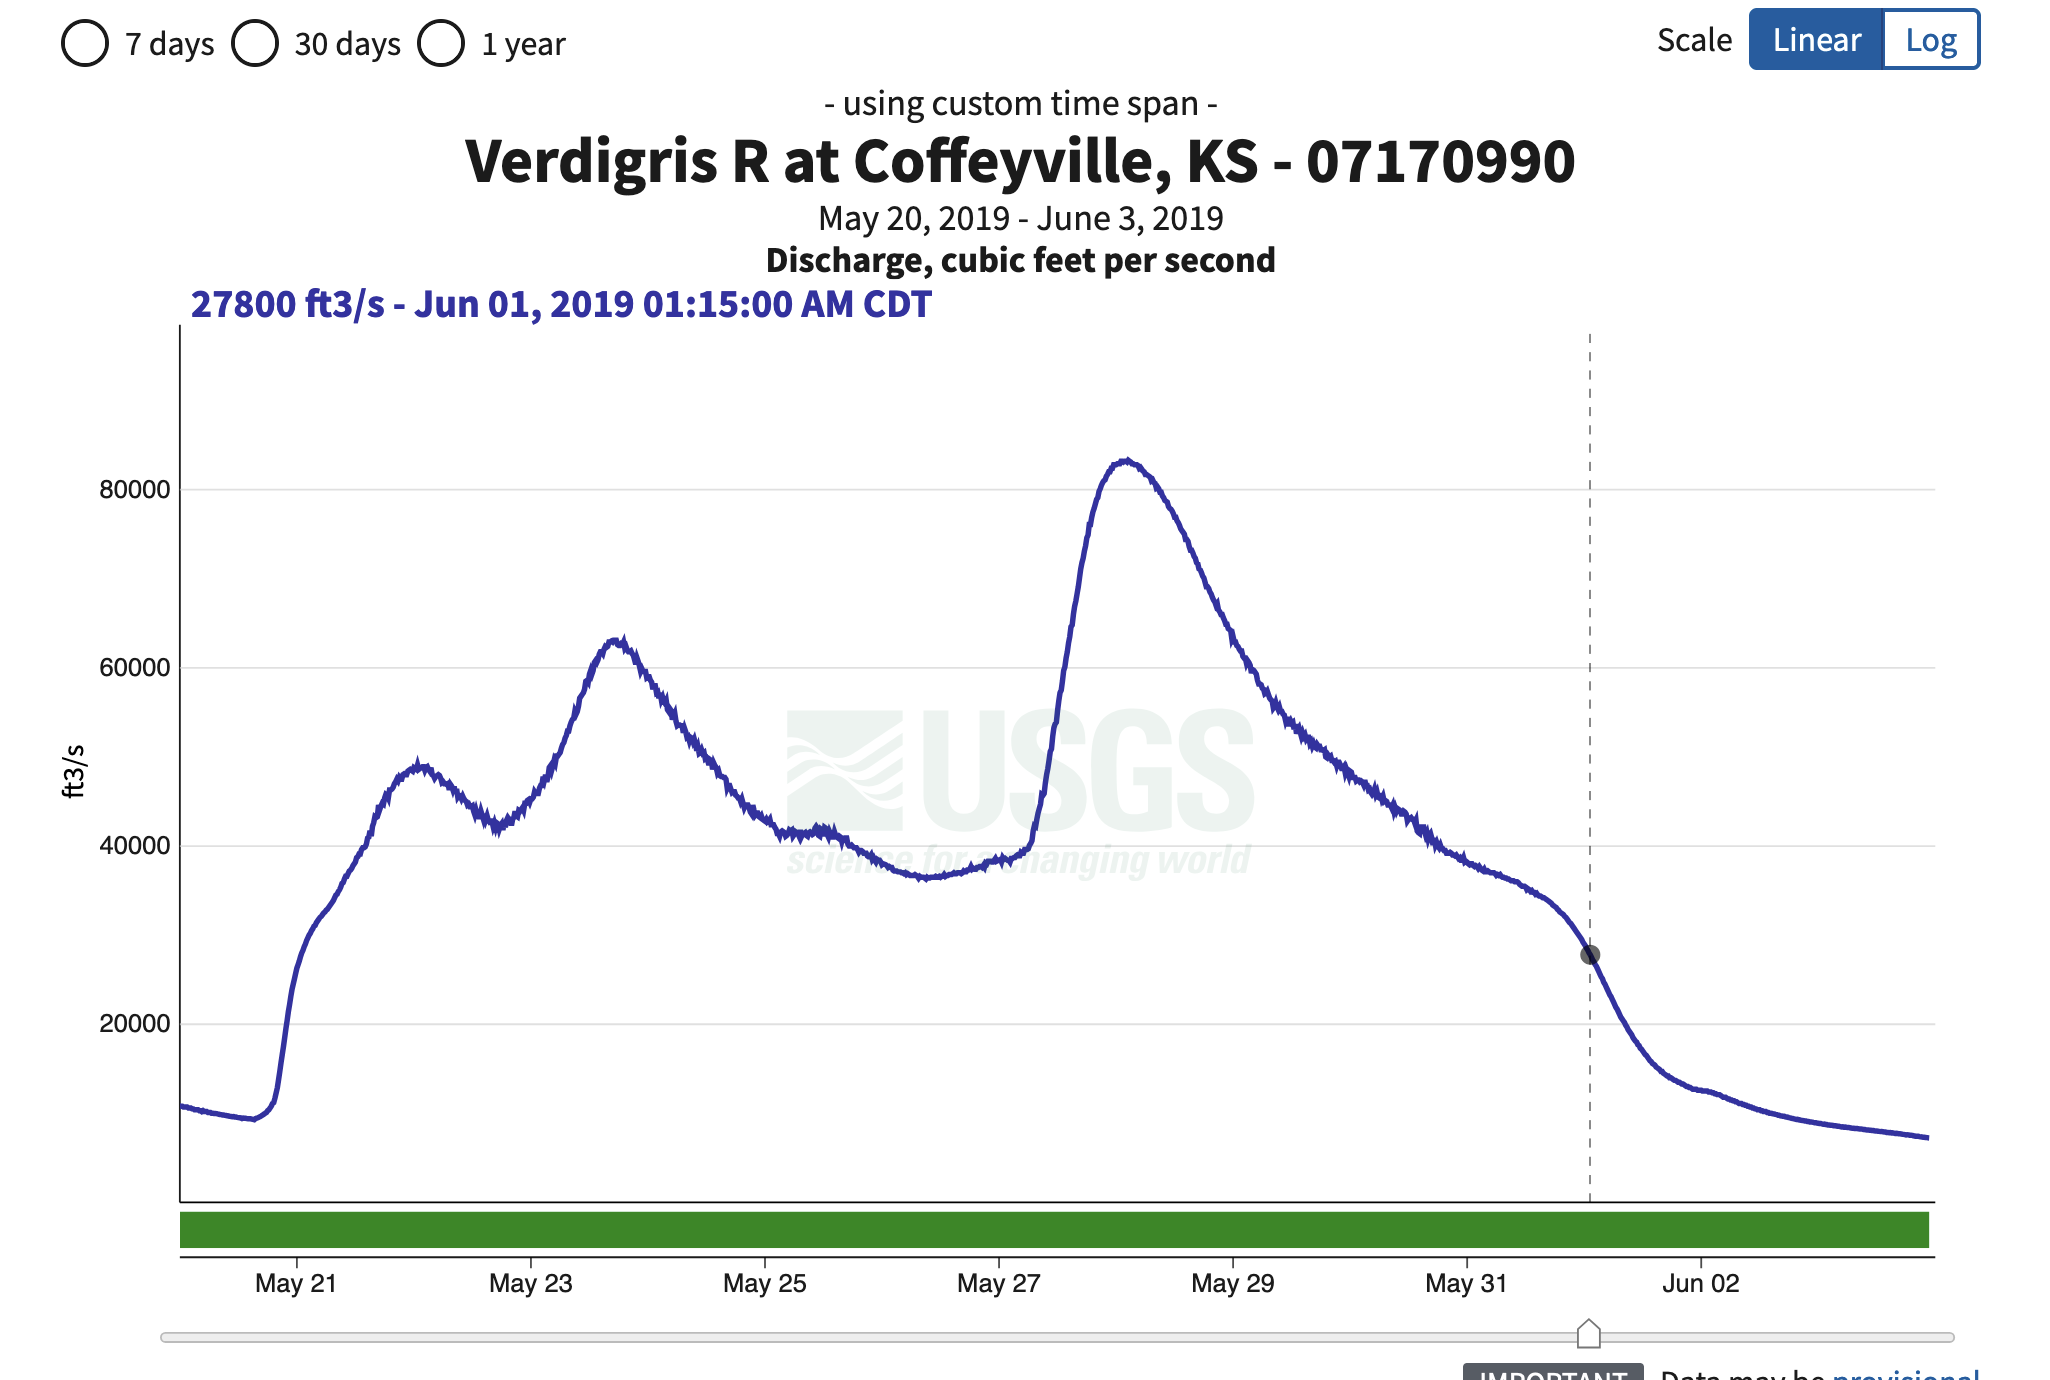 7 days 30 days 1 year Scale Linear Log
- using custom time span -
Verdigris R at Coffeyville, KS - 07170990
May 20, 2019 - June 3, 2019
Discharge, cubic feet per second
27800 ft3/s - Jun 01, 2019 01:15:00 AM CDT
80000
60000
USGS
ft3/s
40000
science for a changing world
20000
May 21 May 23 May 25 May 27 May 29 May 31 Jun 02
IMPORTANT Data may be provisional